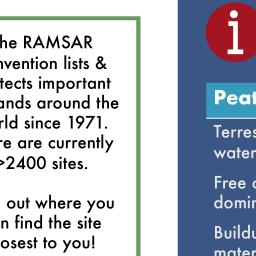 he RAMSAR
nvention lists &
tects important
ands around the
rld since 1971.
re are currently
>2400 sites.
out where you
n find the site
osest to you!
i
Peat
Terres
water
Free o
domin
Buildu
mater